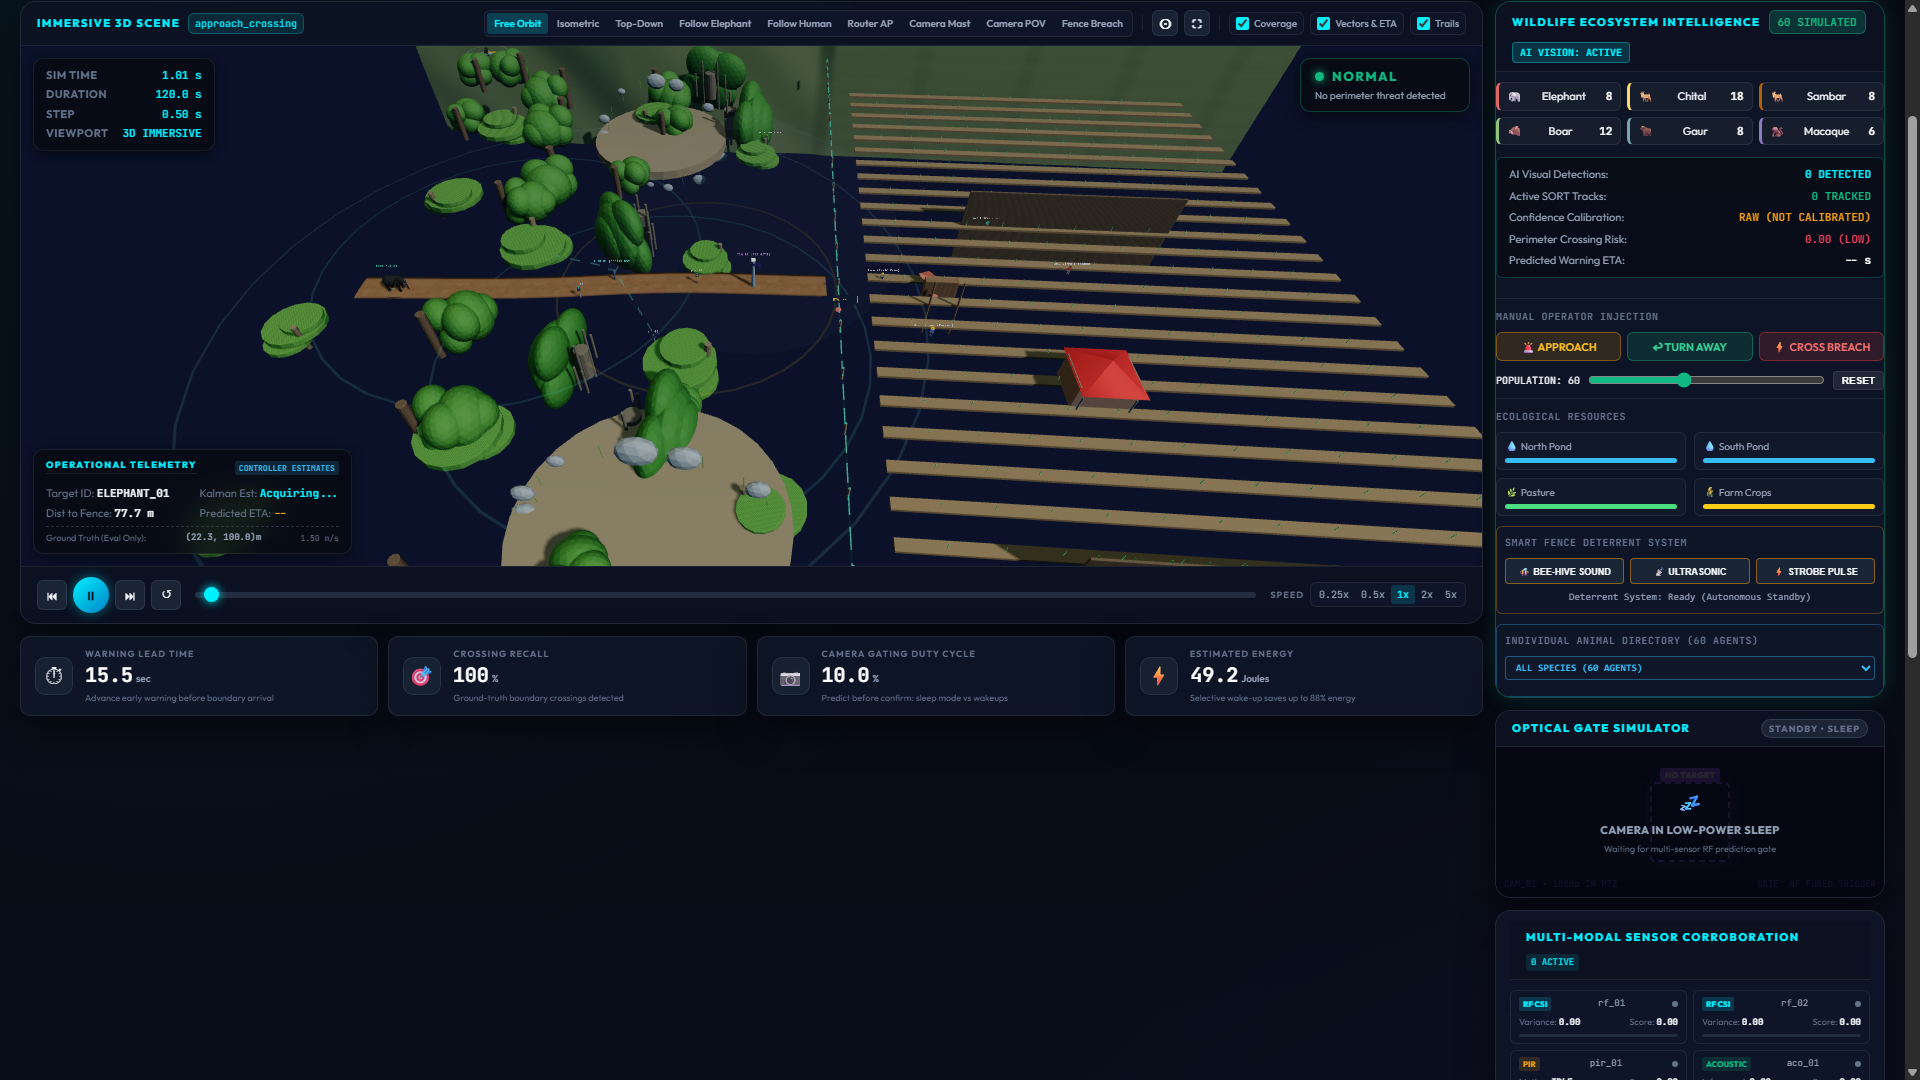 IMMERSIVE 3D SCENE
approach_crossing
Free Orbit
Isometric
Top-Down
Follow Elephant
Follow Human
Router AP
Camera Mast
Camera POV
Fence Breach
Coverage
Vectors & ETA
Trails
SIM TIME 1.01 s
DURATION 120.0 s
STEP 0.50 s
VIEWPORT 3D IMMERSIVE
NORMAL
No perimeter threat detected
OPERATIONAL TELEMETRY
CONTROLLER ESTIMATES
Target ID: ELEPHANT_01
Kalman Est: Acquiring...
Dist to Fence: 77.7 m
Predicted ETA: --
Ground Truth (Eval Only): (22.3, 100.0)m 1.50 m/s
SPEED
0.25x
0.5x
1x
2x
5x
WARNING LEAD TIME
15.5 sec
Advance early warning before boundary arrival
CROSSING RECALL
100 %
Ground-truth boundary crossings detected
CAMERA GATING DUTY CYCLE
10.0 %
Predict before confirm: sleep mode vs wakeups
ESTIMATED ENERGY
49.2 Joules
Selective wake-up saves up to 88% energy
WILDLIFE ECOSYSTEM INTELLIGENCE
60 SIMULATED
AI VISION: ACTIVE
Elephant 8
Chital 18
Sambar 8
Boar 12
Gaur 8
Macaque 6
AI Visual Detections: 0 DETECTED
Active SORT Tracks: 0 TRACKED
Confidence Calibration: RAW (NOT CALIBRATED)
Perimeter Crossing Risk: 0.00 (LOW)
Predicted Warning ETA: -- s
MANUAL OPERATOR INJECTION
APPROACH
TURN AWAY
CROSS BREACH
POPULATION: 60
RESET
ECOLOGICAL RESOURCES
North Pond
South Pond
Pasture
Farm Crops
SMART FENCE DETERRENT SYSTEM
BEE-HIVE SOUND
ULTRASONIC
STROBE PULSE
Deterrent System: Ready (Autonomous Standby)
INDIVIDUAL ANIMAL DIRECTORY (60 AGENTS)
ALL SPECIES (60 AGENTS)
OPTICAL GATE SIMULATOR
STANDBY • SLEEP
NO TARGET
CAMERA IN LOW-POWER SLEEP
Waiting for multi-sensor RF prediction gate
CAM_01 • 1080p IR PTZ
GATE: RF FUSED TRIGGER
MULTI-MODAL SENSOR CORROBORATION
0 ACTIVE
RF CSI rf_01
Variance: 0.00 Score: 0.00
RF CSI rf_02
Variance: 0.00 Score: 0.00
PIR pir_01
ACOUSTIC aco_01